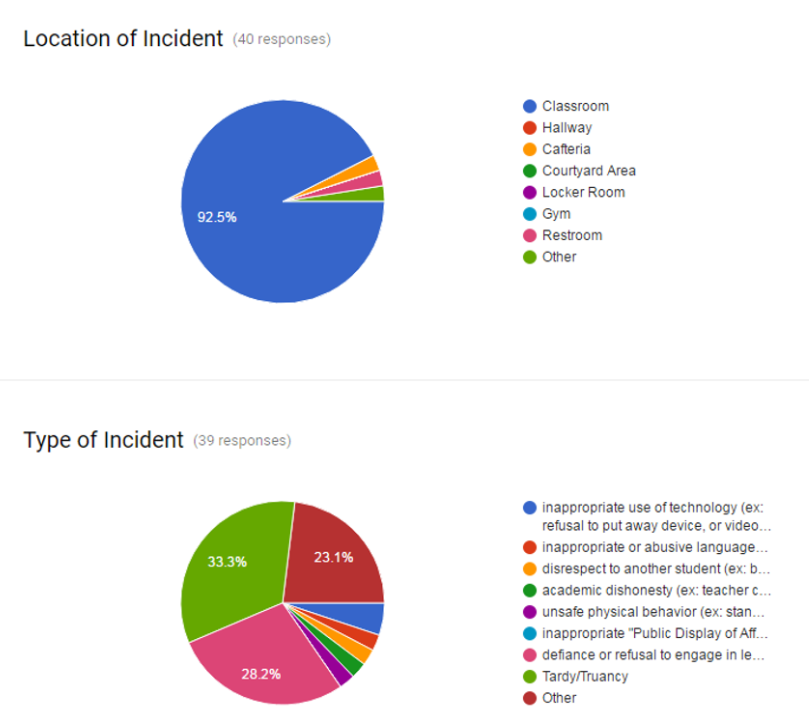 Location of Incident (40 responses)
92.5%
Classroom
Hallway
Cafteria
Courtyard Area
Locker Room
Gym
Restroom
Other
Type of Incident (39 responses)
33.3%
23.1%
28.2%
inappropriate use of technology (ex:
refusal to put away device, or video...
inappropriate or abusive language...
disrespect to another student (ex: b...
academic dishonesty (ex: teacher c...
unsafe physical behavior (ex: stan...
inappropriate "Public Display of Aff...
defiance or refusal to engage in le...
Tardy/Truancy
Other